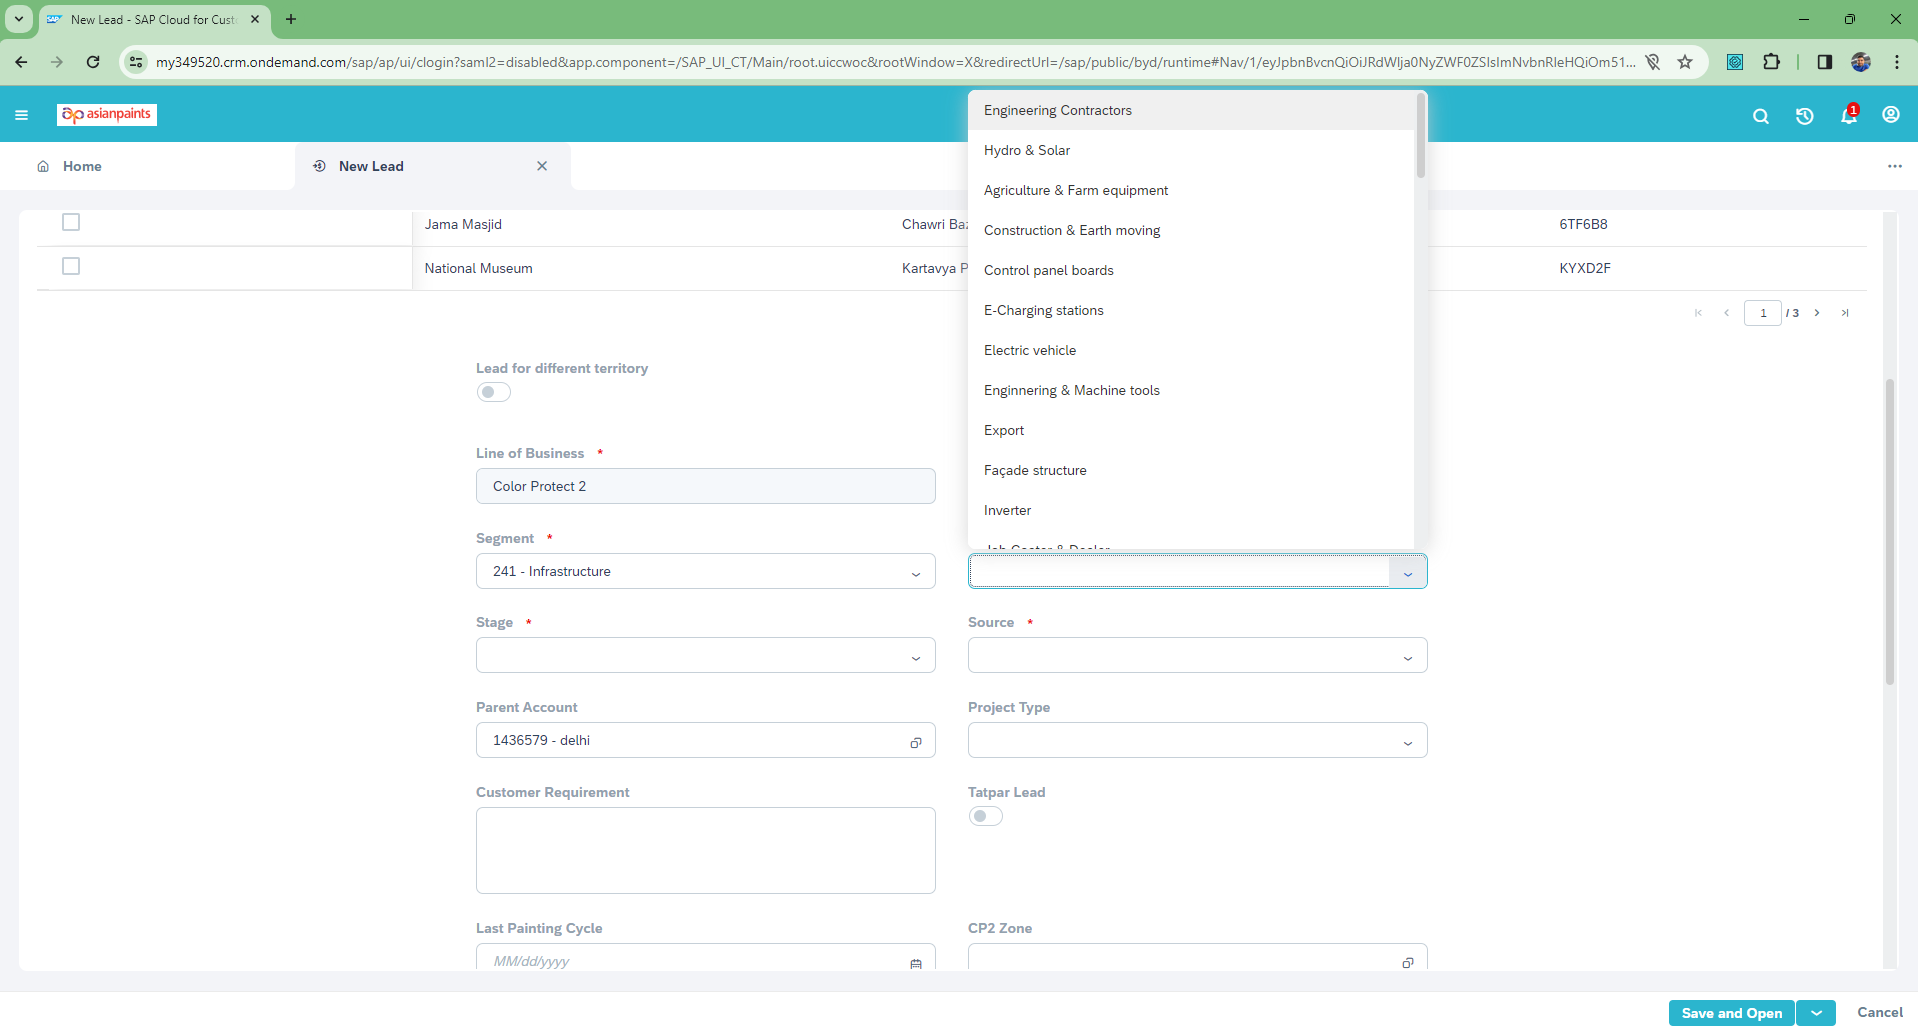 New Lead - SAP Cloud for Cust
my349520.crm.ondemand.com/sap/ap/ui/clogin?saml2=disabled&app.component=/SAP_UI_CT/Main/root.uiccwoc&rootWindow=X&redirectUrl=/sap/public/byd/runtime#Nav/1/eyJpbnBvcnQiOiJRdWlja0NyZWF0ZSIsImNvbnRleHQiOm51...
asianpaints
1
Home
New Lead
Jama Masjid
Chawri Baz
6TF6B8
National Museum
Kartavya P
KYXD2F
1 / 3
Engineering Contractors
Hydro & Solar
Agriculture & Farm equipment
Construction & Earth moving
Control panel boards
E-Charging stations
Electric vehicle
Enginnering & Machine tools
Export
Façade structure
Inverter
Lead for different territory
Line of Business *
Color Protect 2
Segment *
241 - Infrastructure
Stage *
Source *
Parent Account
1436579 - delhi
Project Type
Customer Requirement
Tatpar Lead
Last Painting Cycle
MM/dd/yyyy
CP2 Zone
Save and Open
Cancel